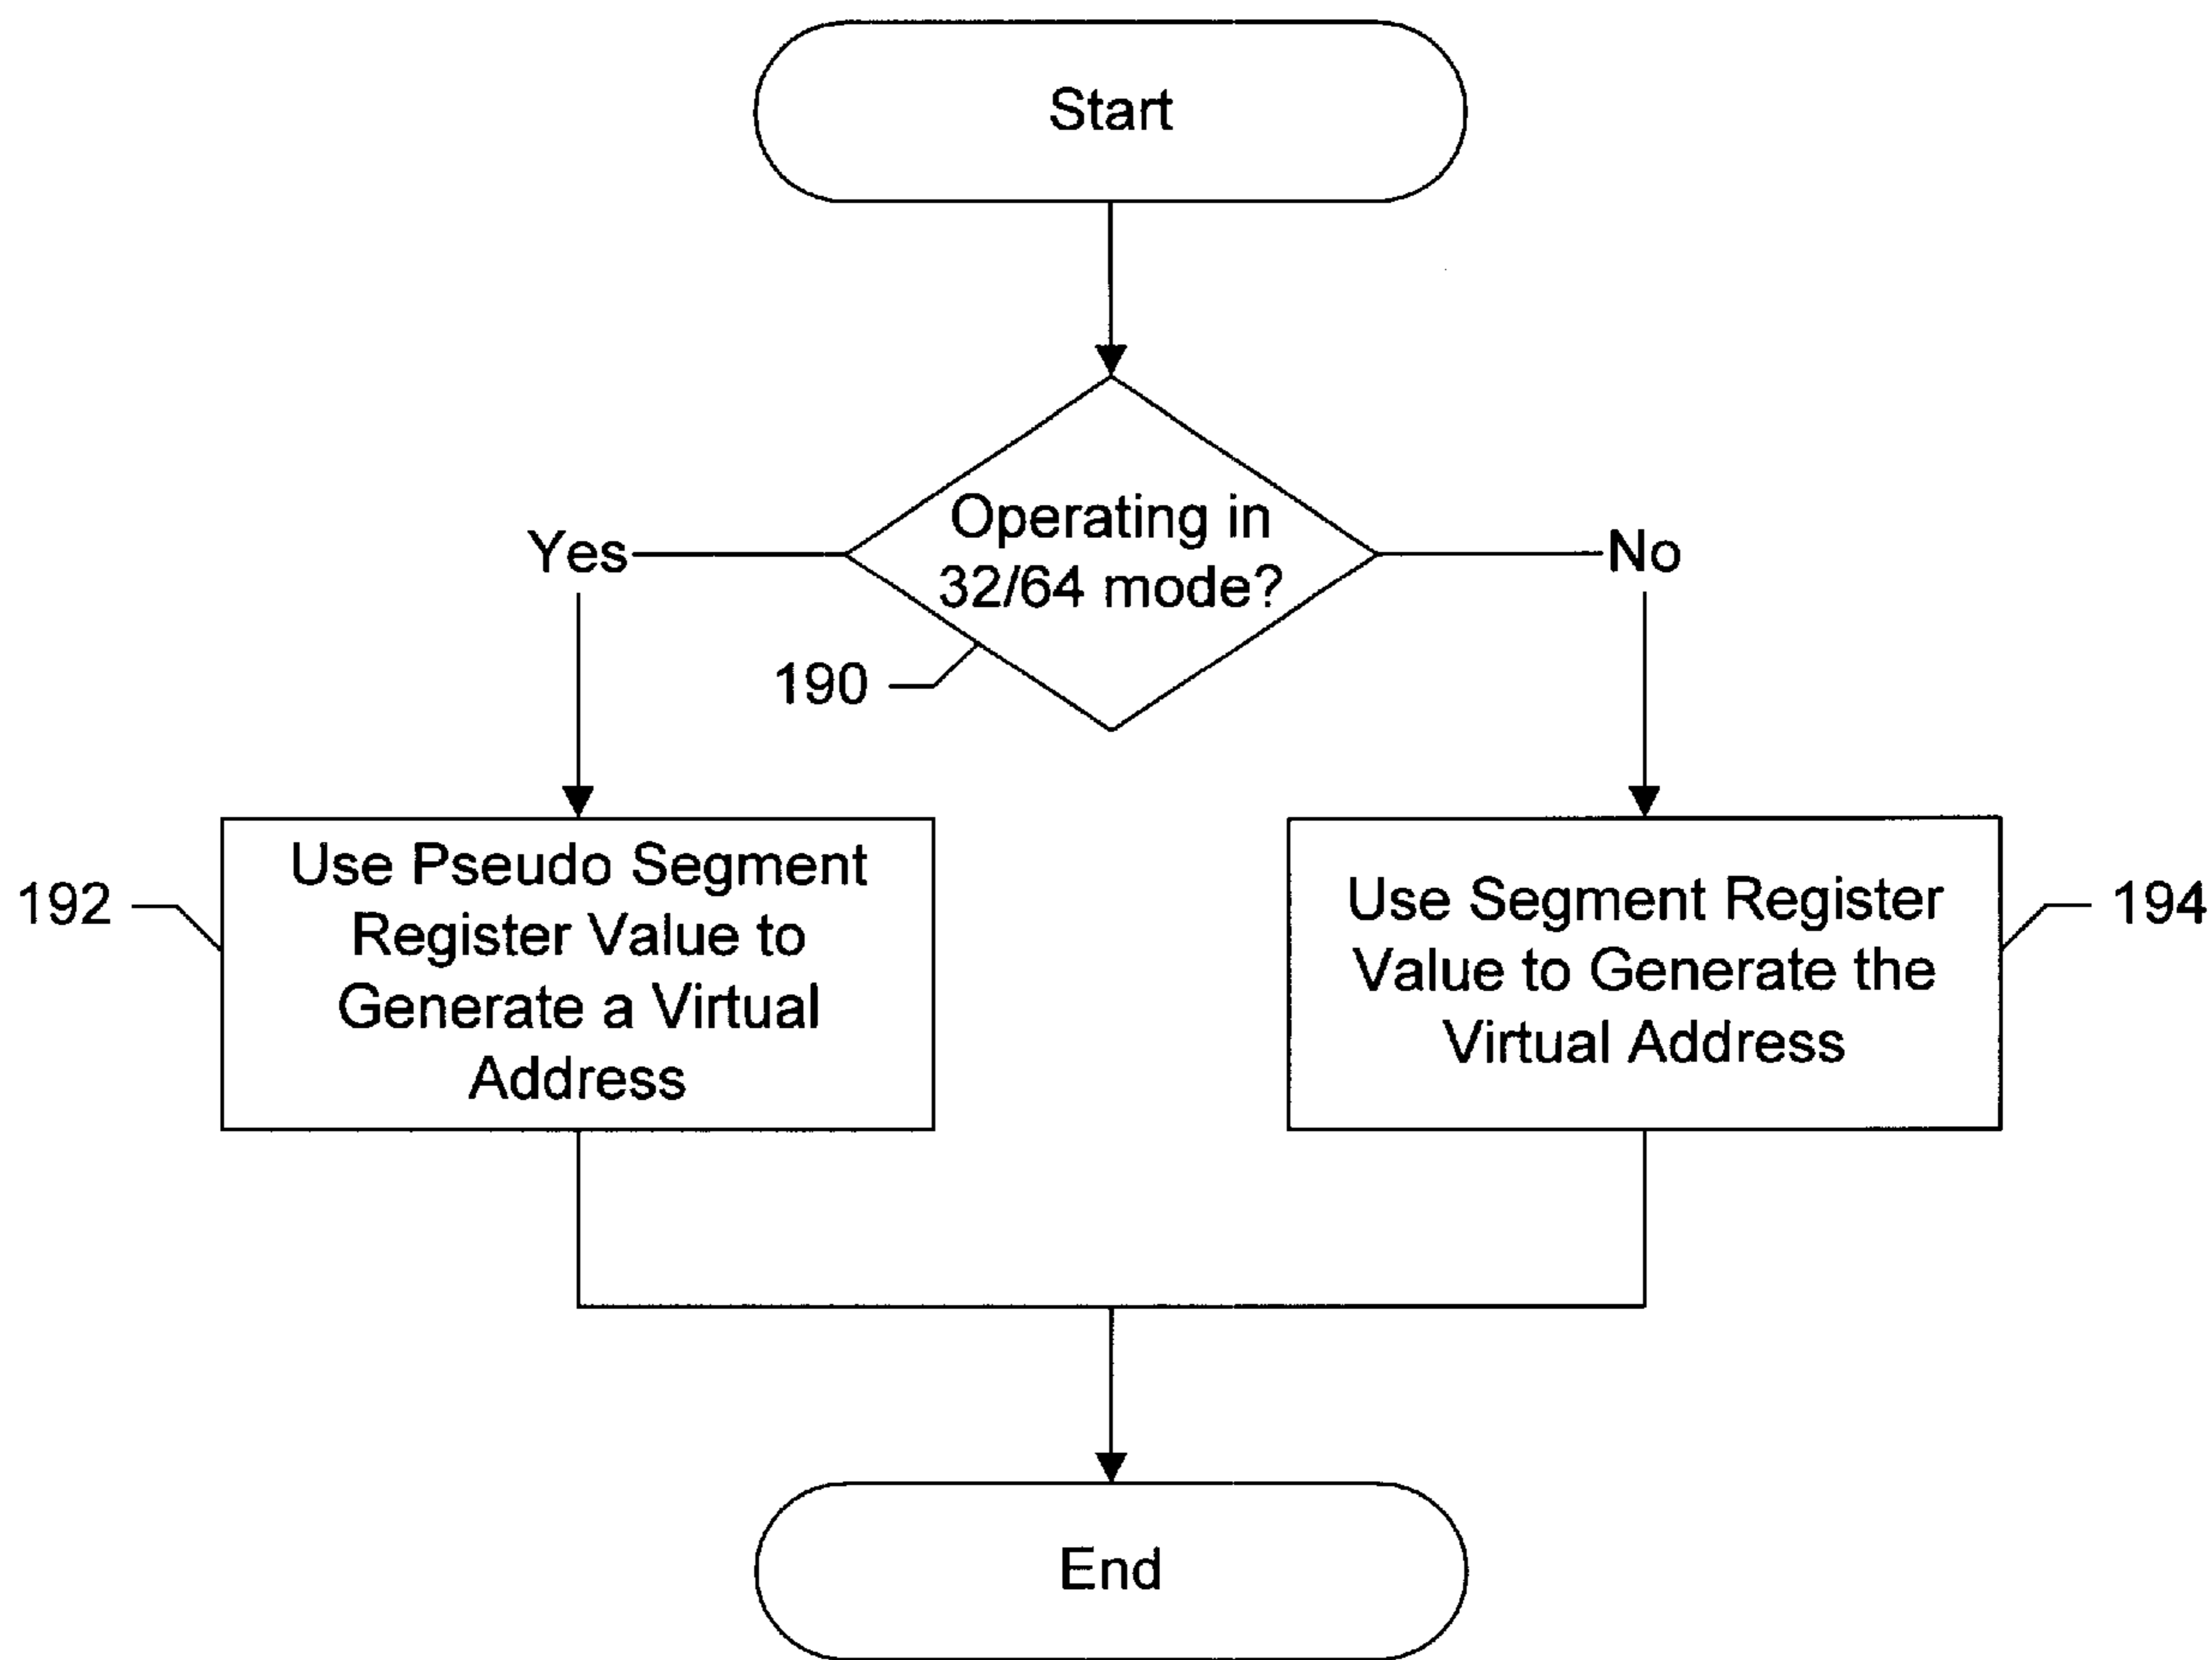 Start
Operating in
32/64 mode?
Yes
No
190
Use Pseudo Segment
Register Value to
Generate a Virtual
Address
192
Use Segment Register
Value to Generate the
Virtual Address
194
End